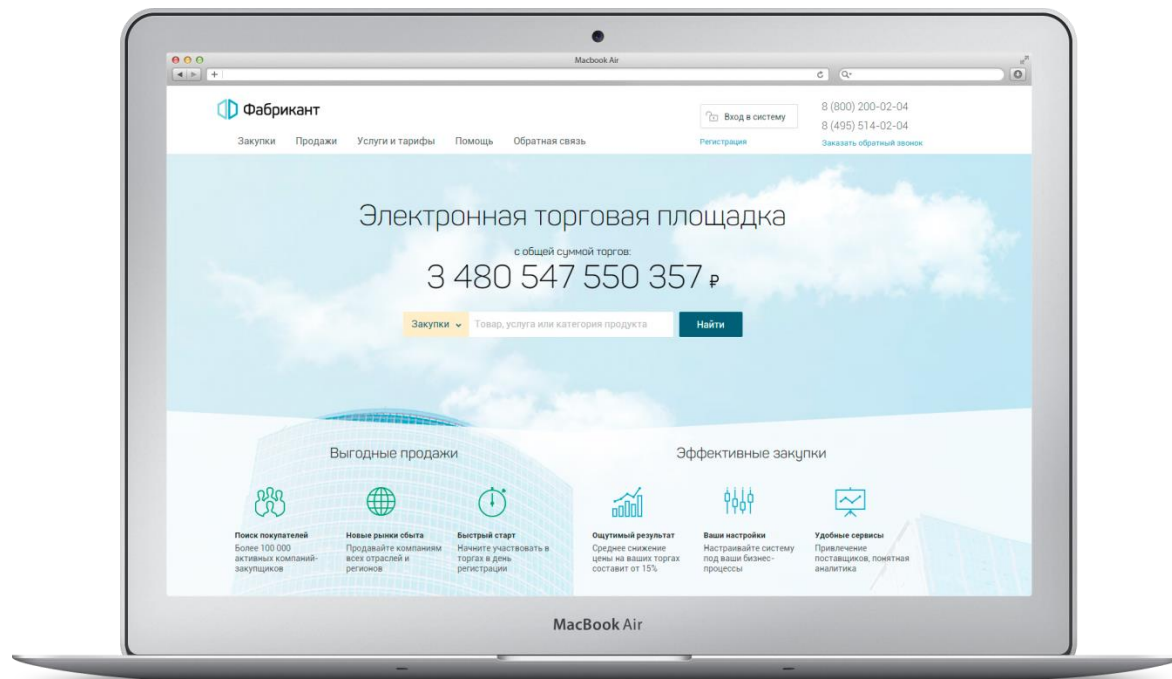 Macbook Air
Фабрикант
Вход в систему
8 (800) 200-02-04
8 (495) 514-02-04
Закупки Продажи Услуги и тарифы Помощь Обратная связь
Регистрация
Заказать обратный звонок
Электронная торговая площадка
с общей суммой торгов:
3 480 547 550 357 ₽
Закупки
Товар, услуга или категория продукта
Найти
Выгодные продажи
Эффективные закупки
Поиск покупателей
Более 100 000
активных компаний-
закупщиков
Новые рынки сбыта
Продавайте компаниям
всех отраслей и
регионов
Быстрый старт
Начните участвовать в
торгах в день
регистрации
Ощутимый результат
Среднее снижение
цены на ваших торгах
составит от 15%
Ваши настройки
Настраивайте систему
под ваши бизнес-
процессы
Удобные сервисы
Привлечение
поставщиков, понятная
аналитика
MacBook Air